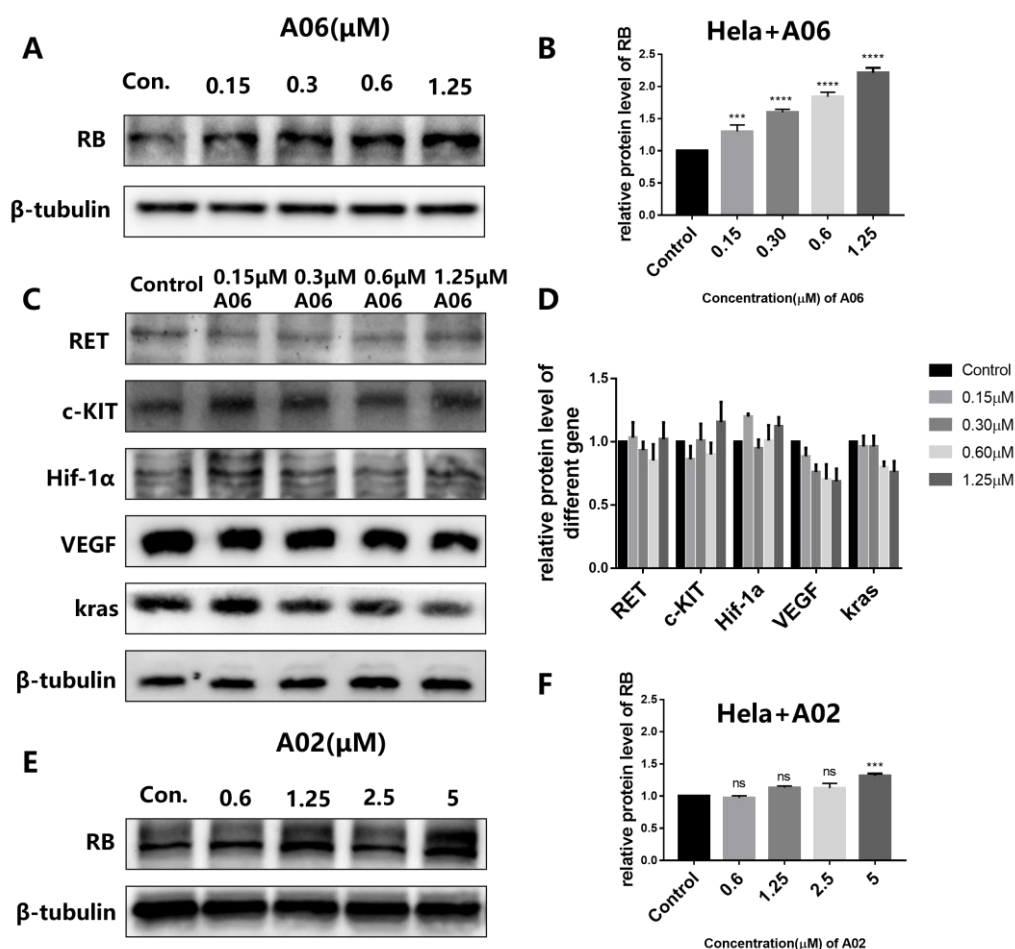 A
A06(μM)
Con. 0.15 0.3 0.6 1.25
RB
β-tubulin
B
Hela+A06
relative protein level of RB
2.5
2.0
1.5
1.0
0.5
0.0
***
****
****
****
Control 0.15 0.30 0.6 1.25
Concentration(μM) of A06
C
Control 0.15μM 0.3μM 0.6μM 1.25μM
A06 A06 A06 A06
RET
c-KIT
Hif-1α
VEGF
kras
β-tubulin
D
relative protein level of
different gene
1.5
1.0
0.5
0.0
RET c-KIT Hif-1a VEGF kras
Control
0.15μM
0.30μM
0.60μM
1.25μM
E
A02(μM)
Con. 0.6 1.25 2.5 5
RB
β-tubulin
F
Hela+A02
relative protein level of RB
2.5
2.0
1.5
1.0
0.5
0.0
ns
ns
ns
***
Control 0.6 1.25 2.5 5
Concentration(μM) of A02